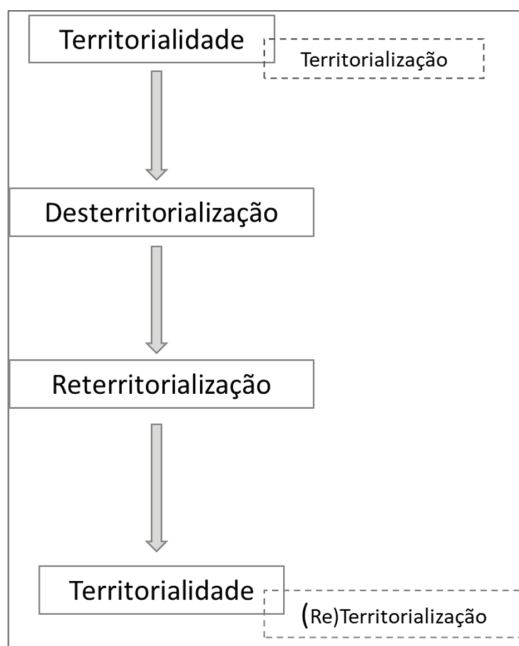 Territorialidade
Territorialização
Desterritorialização
Reterritorialização
Territorialidade
(Re)Territorialização